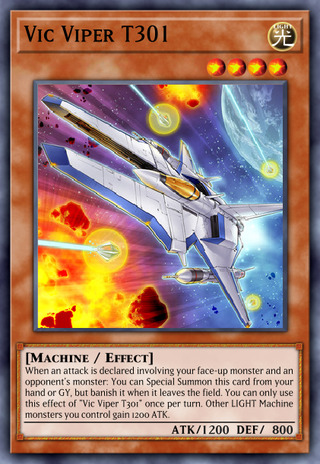 Vic Viper T301
LIGHT
光
[Machine / Effect]
When an attack is declared involving your face-up monster and an
opponent's monster: You can Special Summon this card from your
hand or GY, but banish it when it leaves the field. You can only use
this effect of "Vic Viper T301" once per turn. Other LIGHT Machine
monsters you control gain 1200 ATK.
ATK/1200 DEF/ 800